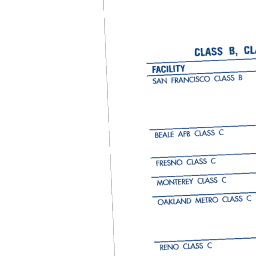 CLASS B, CL
FACILITY
SAN FRANCISCO CLASS B
BEALE AFB CLASS C
FRESNO CLASS C
MONTEREY CLASS C
OAKLAND METRO CLASS C
RENO CLASS C